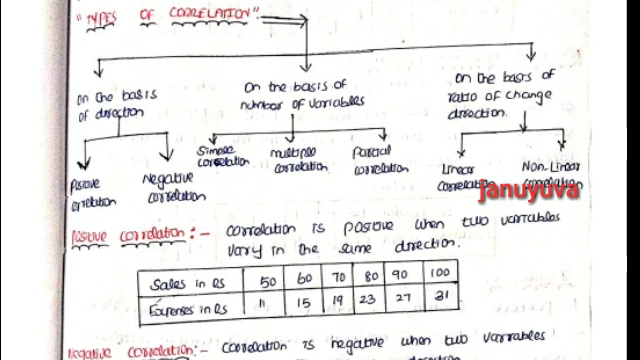 "TYPES OF CORRELATION"
on the basis of direction
On the basis of number of variables
On the basis of ratio of change direction.
Positive correlation
Negative correlation
Simple correlation
multiple correlation
Partial correlation
Linear correlation
Non-Linear correlation
januyuva
Positive correlation:- correlation is positive when two variables
vary in the same direction.
Sales in Rs 50 60 70 80 90 100
Expenses in Rs 11 15 19 23 27 31
Negative correlation:- correlation is negative when two variables
direction